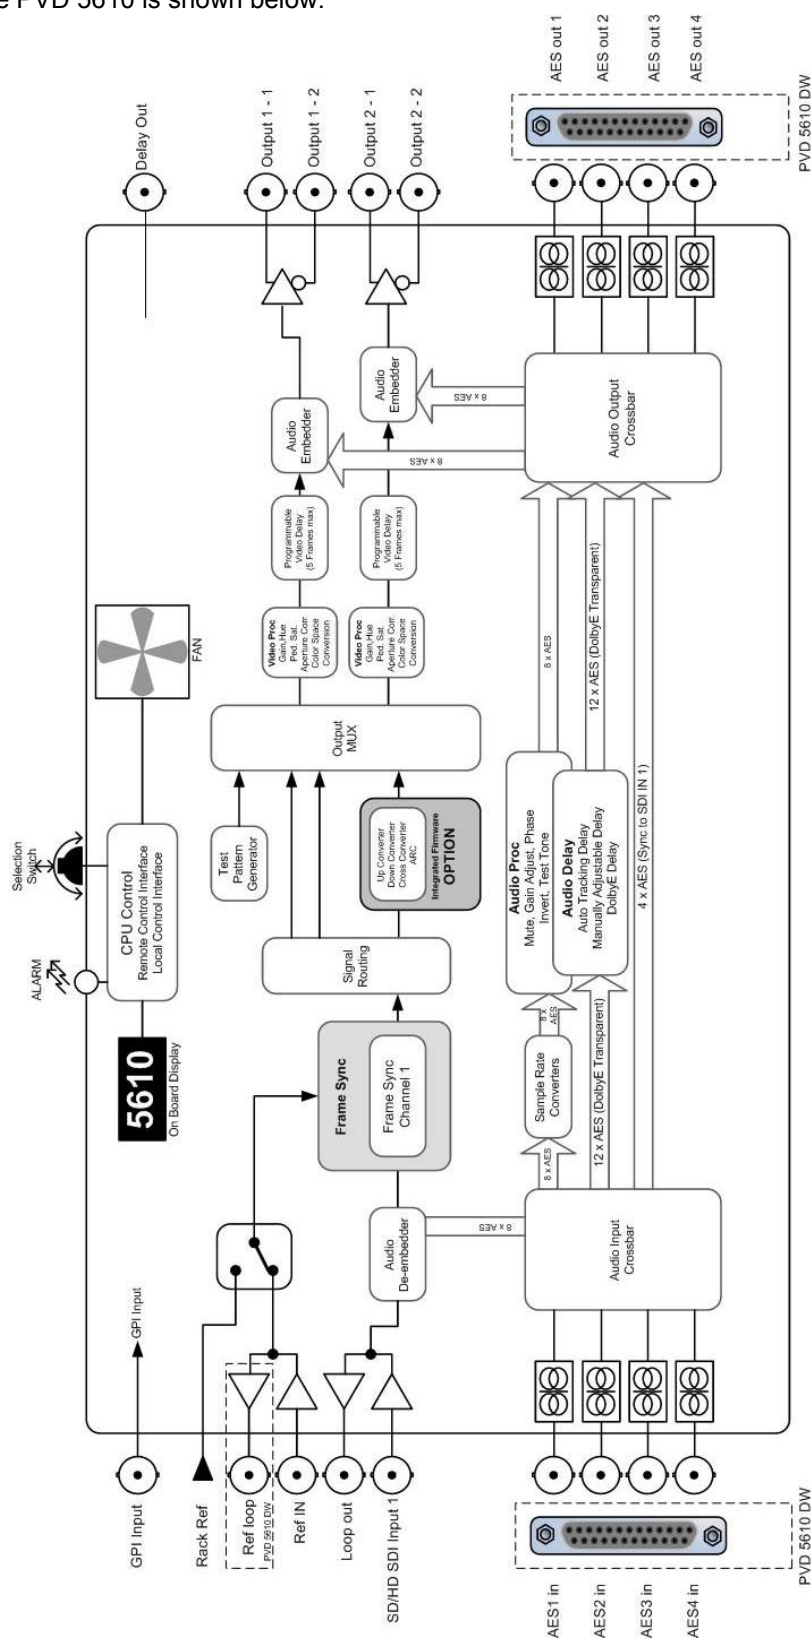 e PVD 5610 is shown below.
GPI Input
GPI Input
Rack Ref
Ref loop
PVD 5610 DW
Ref IN
Loop out
SD/HD SDI Input 1
AES1 in
AES2 in
AES3 in
AES4 in
PVD 5610 DW
5610
On Board Display
ALARM
Selection
Switch
CPU Control
Remote Control Interface
Local Control Interface
FAN
Delay Out
Audio
De-embedder
8 x AES
Frame Sync
Frame Sync
Channel 1
Signal
Routing
Test
Pattern
Generator
Up Converter
Down Converter
Cross Converter
ARC
Integrated Firmware
OPTION
Output
MUX
Video Proc
Gain,Hue
Ped. Sat.
Aperture Corr.
Color Space
Conversion
Video Proc
Gain,Hue
Ped. Sat.
Aperture Corr.
Color Space
Conversion
Programmable
Video Delay
(5 Frames max)
Programmable
Video Delay
(5 Frames max)
Audio
Embedder
Audio
Embedder
8 x AES
8 x AES
Output 1 - 1
Output 1 - 2
Output 2 - 1
Output 2 - 2
Audio Input
Crossbar
8 x AES
Sample Rate
Converters
8 x
AES
12 x AES (DolbyE Transparent)
Audio Proc
Mute, Gain Adjust, Phase
Invert, Test Tone
Audio Delay
Auto Tracking Delay
Manually Adjustable Delay
DolbyE Delay
8 x AES
12 x AES (DolbyE Transparent)
4 x AES (Sync to SDI IN 1)
Audio Output
Crossbar
AES out 1
AES out 2
AES out 3
AES out 4
PVD 5610 DW